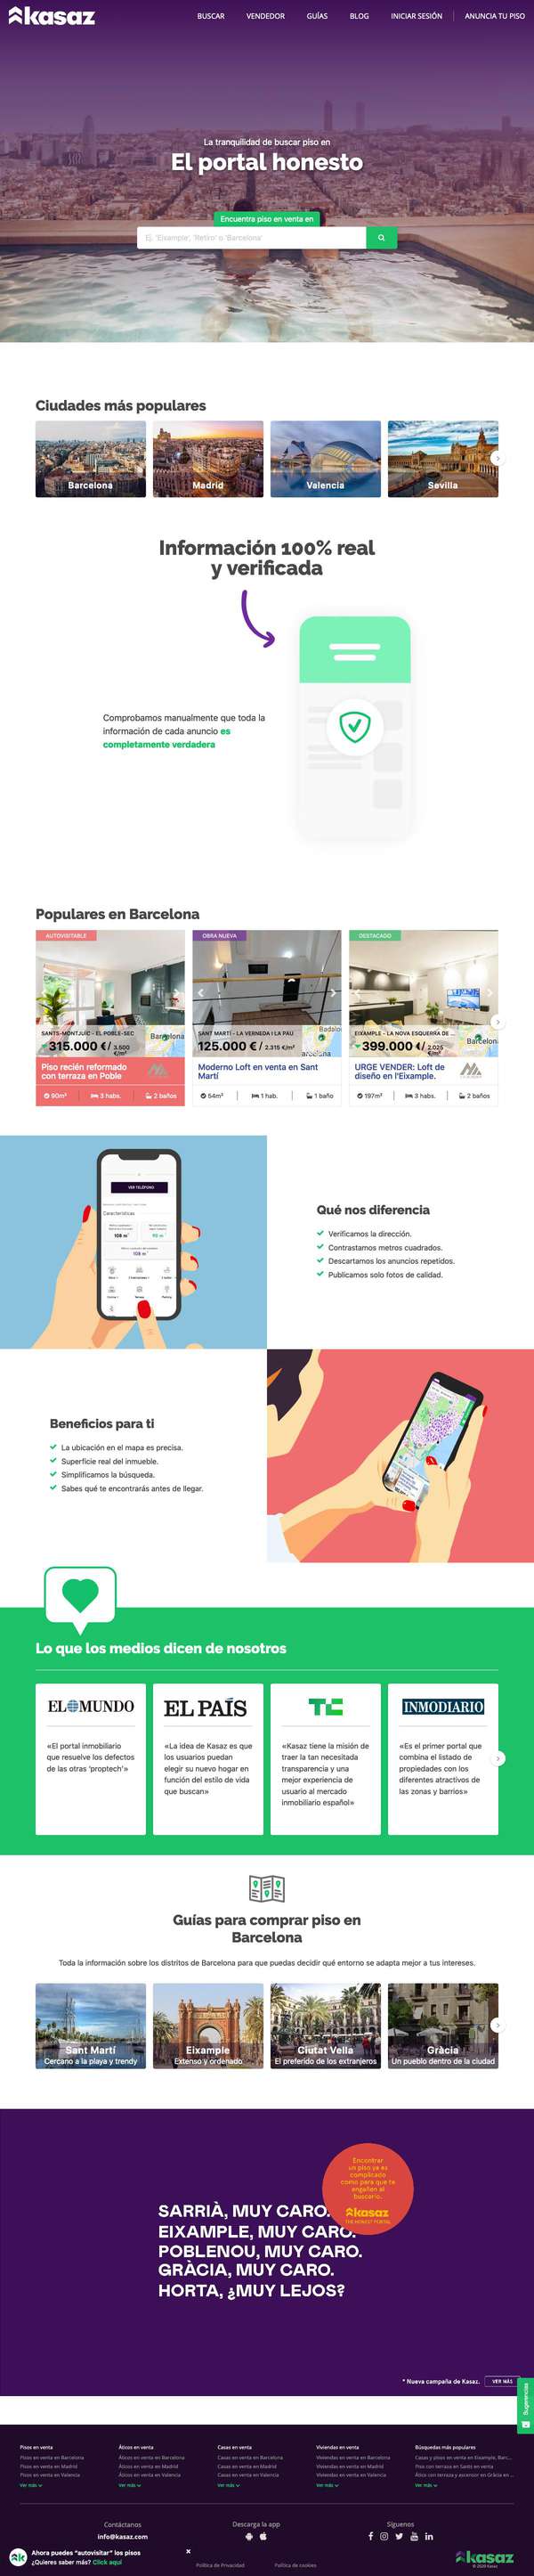 kasaz
BUSCAR VENDEDOR GUÍAS BLOG INICIAR SESIÓN ANUNCIA TU PISO
La tranquilidad de buscar piso en
El portal honesto
Encuentra piso en venta en
Ej. 'Eixample', 'Retiro' o 'Barcelona'
Ciudades más populares
Barcelona Madrid Valencia Sevilla
Información 100% real
y verificada
Comprobamos manualmente que toda la
información de cada anuncio es
completamente verdadera
Populares en Barcelona
AUTOVISITABLE
SANTS-MONTJUÏC - EL POBLE-SEC
315.000 €/ 3.500 €/m²
Barcelona
Piso recién reformado
con terraza en Poble
90m² 3 habs. 2 baños
OBRA NUEVA
SANT MARTÍ - LA VERNEDA I LA PAU
125.000 €/ 2.315 €/m²
Moderno Loft en venta en Sant
Martí
54m² 1 hab. 1 baño
DESTACADO
EIXAMPLE - LA NOVA ESQUERRA DE ...
399.000 €/ 2.025 €/m²
URGE VENDER: Loft de
diseño en l'Eixample.
197m² 3 habs. 2 baños
VER TELÉFONO
Características
108 m²
Qué nos diferencia
Verificamos la dirección.
Contrastamos metros cuadrados.
Descartamos los anuncios repetidos.
Publicamos solo fotos de calidad.
Beneficios para ti
La ubicación en el mapa es precisa.
Superficie real del inmueble.
Simplificamos la búsqueda.
Sabes qué te encontrarás antes de llegar.
Lo que los medios dicen de nosotros
EL MUNDO
«El portal inmobiliario
que resuelve los defectos
de las otras 'proptech'»
EL PAÍS
«La idea de Kasaz es que
los usuarios puedan
elegir su nuevo hogar en
función del estilo de vida
que buscan»
TC
«Kasaz tiene la misión de
traer la tan necesitada
transparencia y una
mejor experiencia de
usuario al mercado
inmobiliario español»
INMODIARIO
«Es el primer portal que
combina el listado de
propiedades con los
diferentes atractivos de
las zonas y barrios»
Guías para comprar piso en
Barcelona
Toda la información sobre los distritos de Barcelona para que puedas decidir qué entorno se adapta mejor a tus intereses.
Sant Martí
Cercano a la playa y trendy
Eixample
Extenso y ordenado
Ciutat Vella
El preferido de los extranjeros
Gràcia
Un pueblo dentro de la ciudad
Encontrar
un piso ya es
complicado
como para que te
engañen al
buscarlo.
kasaz
THE HONEST PORTAL
SARRIÀ, MUY CARO.
EIXAMPLE, MUY CARO.
POBLENOU, MUY CARO.
GRÀCIA, MUY CARO.
HORTA, ¿MUY LEJOS?
* Nueva campaña de Kasaz. VER MÁS
Sugerencias
Pisos en venta
Pisos en venta en Barcelona
Pisos en venta en Madrid
Pisos en venta en Valencia
Ver más
Áticos en venta
Áticos en venta en Barcelona
Áticos en venta en Madrid
Áticos en venta en Valencia
Ver más
Casas en venta
Casas en venta en Barcelona
Casas en venta en Madrid
Casas en venta en Valencia
Ver más
Viviendas en venta
Viviendas en venta en Barcelona
Viviendas en venta en Madrid
Viviendas en venta en Valencia
Ver más
Búsquedas más populares
Casas y pisos en venta en Eixample, Barc...
Piso con terraza en Sants en venta
Ático con terraza y ascensor en Gràcia en ...
Ver más
Contáctanos
info@kasaz.com
Descarga la app
Síguenos
Ahora puedes "autovisitar" los pisos
¿Quieres saber más? Click aquí
Política de Privacidad Política de cookies
kasaz
© 2020 Kasaz